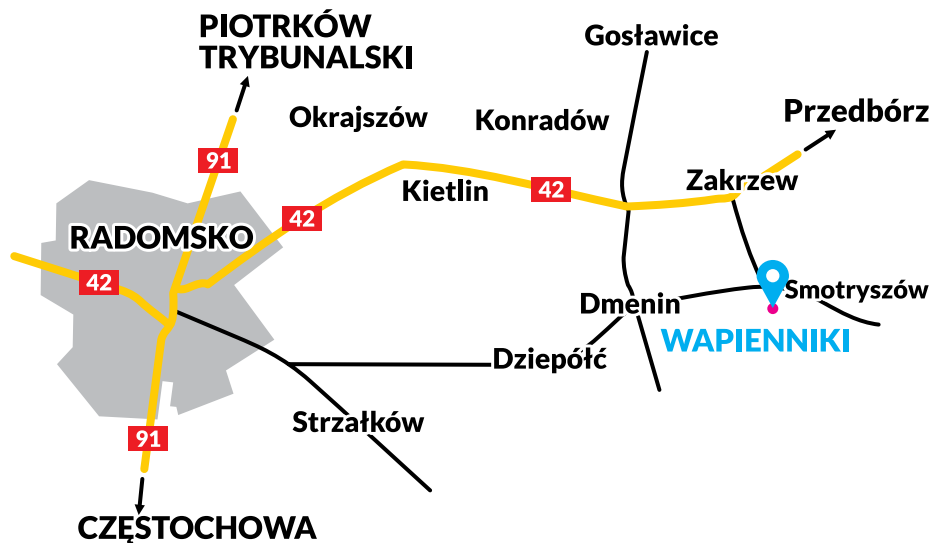 PIOTRKÓW
TRYBUNALSKI
Gosławice
Okrajszów
Konradów
Przedbórz
91
Zakrzew
Kietlin
42
42
RADOMSKO
42
Smotryszów
Dmenin
WAPIENNIKI
Dziepółć
Strzałków
91
CZĘSTOCHOWA